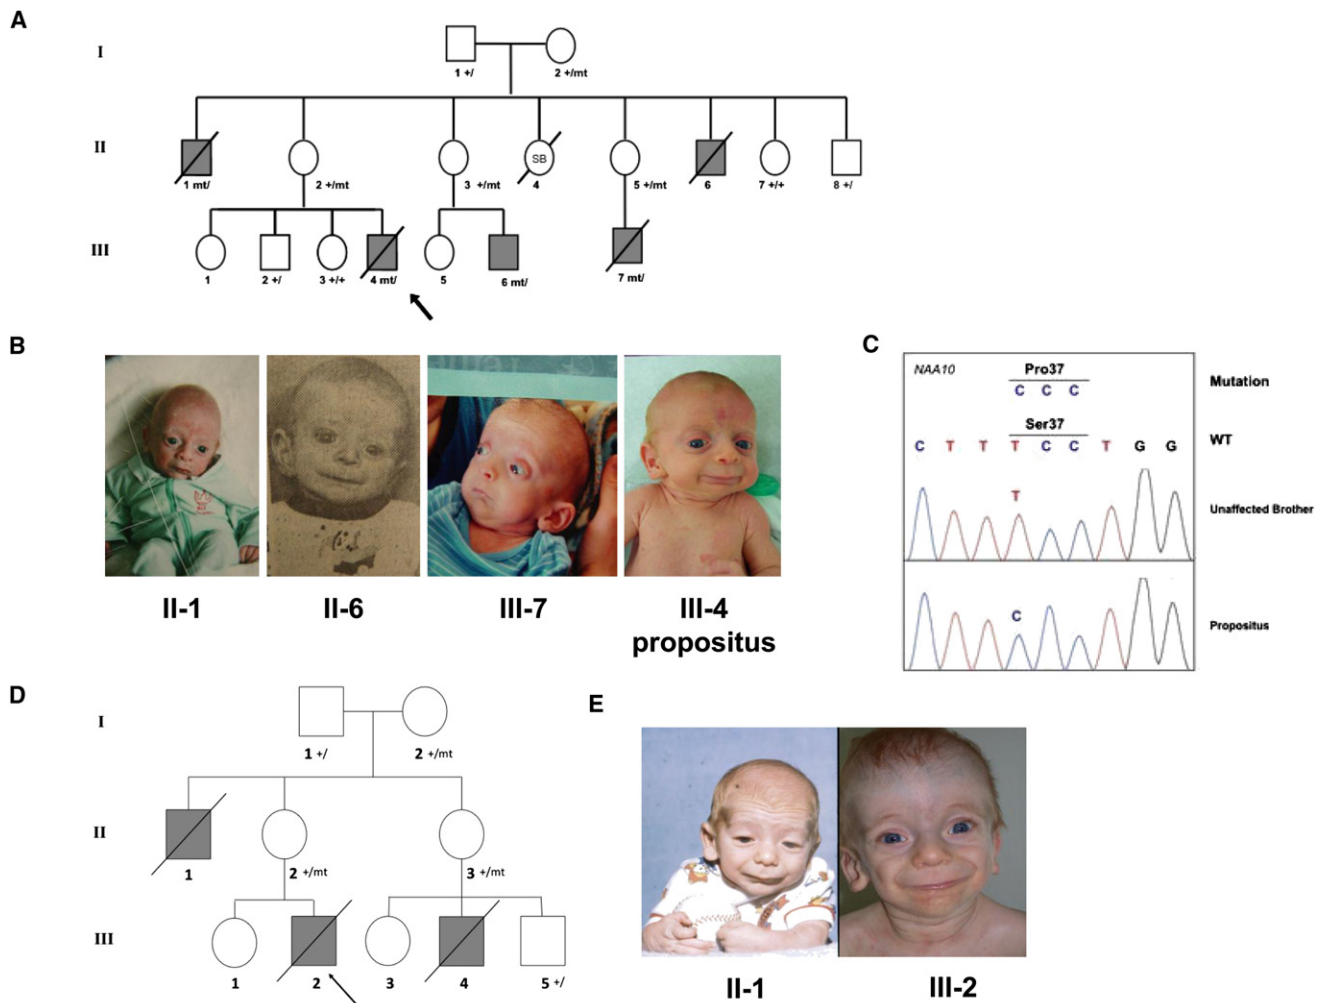 A
I
1 +/
2 +/mt
II
SB
1 mt/
2 +/mt
3 +/mt
4
5 +/mt
6
7 +/+
8 +/
III
1
2 +/
3 +/+
4 mt/
5
6 mt/
7 mt/
B
II-1
II-6
III-7
III-4
propositus
C
NAA10
Pro37
C C C
Mutation
Ser37
C T T T C C T G G
WT
T
Unaffected Brother
C
Propositus
D
I
1 +/
2 +/mt
II
1
2 +/mt
3 +/mt
III
1
2
3
4
5 +/
E
II-1
III-2